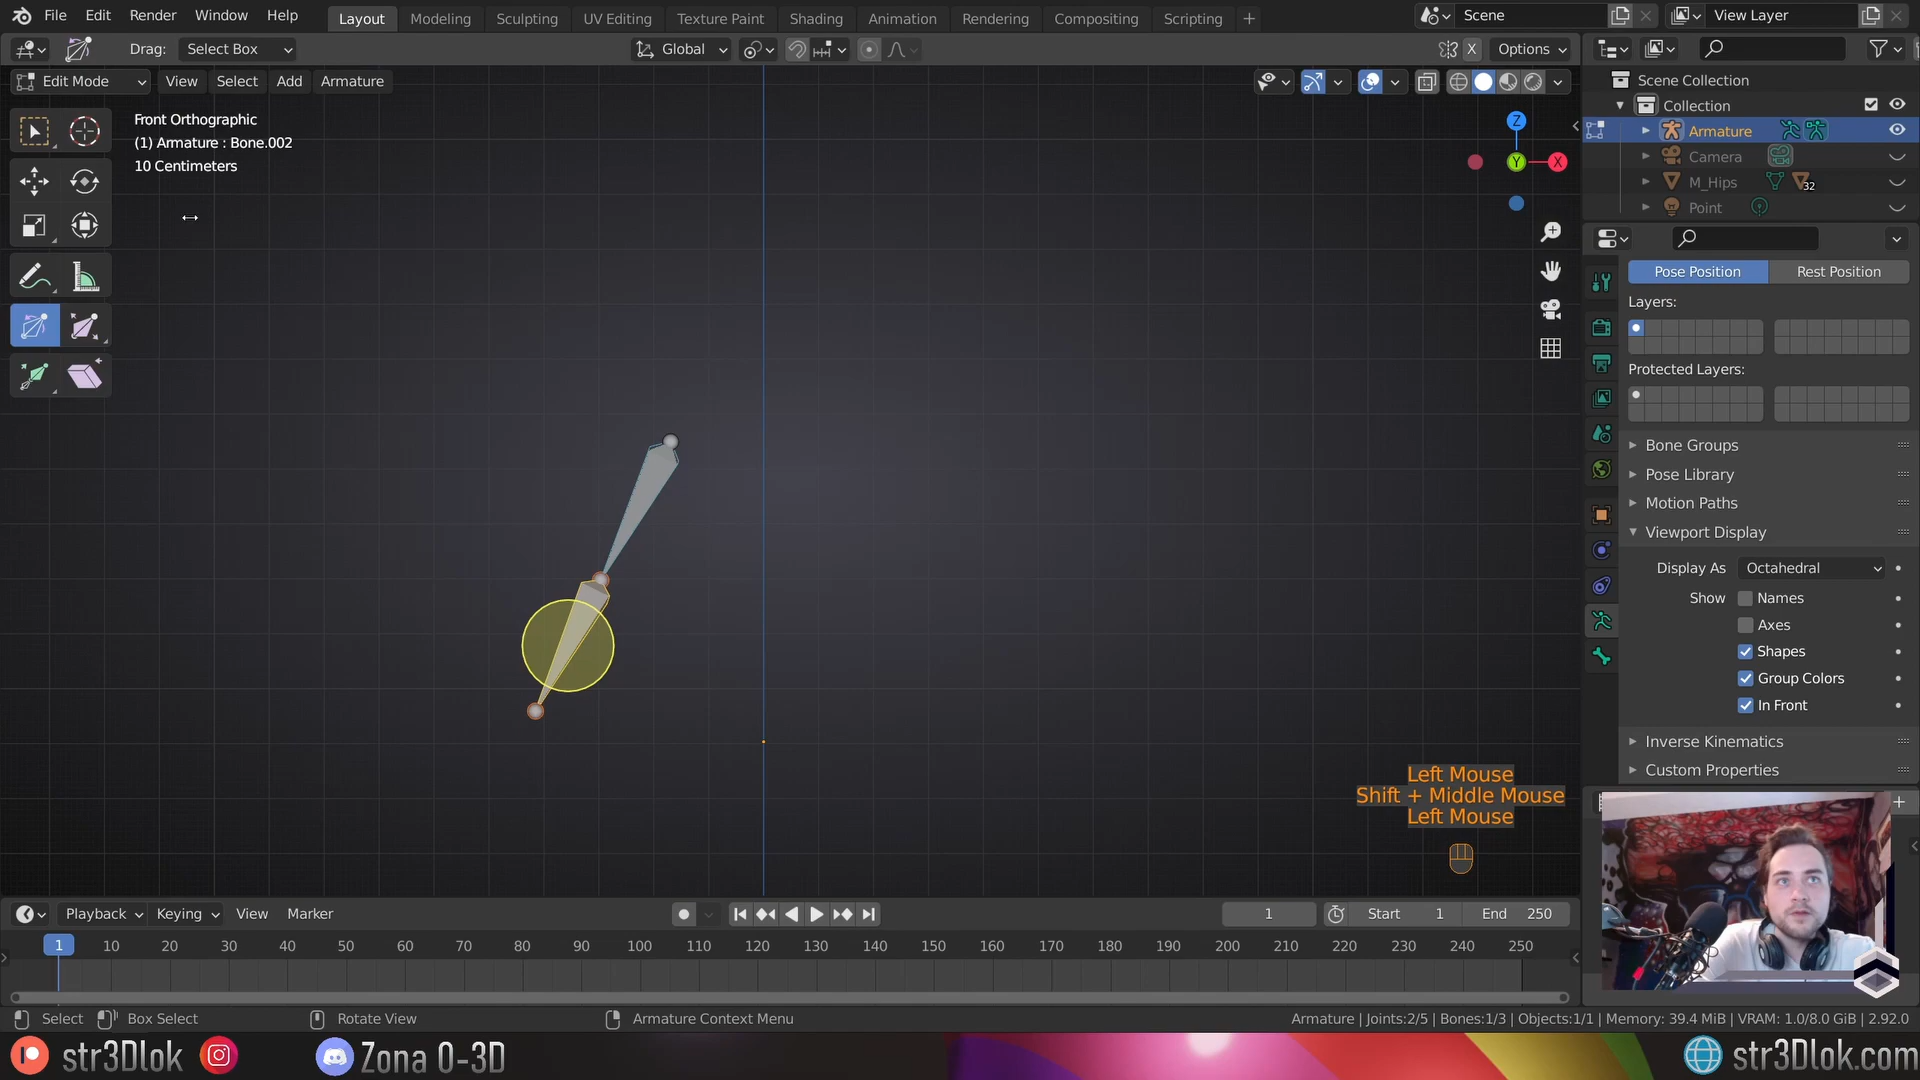 File Edit Render Window Help Layout Modeling Sculpting UV Editing Texture Paint Shading Animation Rendering Compositing Scripting + Scene View Layer
Drag: Select Box Global X Options
Edit Mode View Select Add Armature
Front Orthographic
(1) Armature : Bone.002
10 Centimeters
Z
Y X
Scene Collection
Collection
Armature
Camera
M_Hips 32
Point
Pose Position Rest Position
Layers:
Protected Layers:
Bone Groups
Pose Library
Motion Paths
Viewport Display
Display As Octahedral
Show Names
Axes
Shapes
Group Colors
In Front
Inverse Kinematics
Custom Properties
Left Mouse
Shift + Middle Mouse
Left Mouse
Playback Keying View Marker 1 Start 1 End 250
1 10 20 30 40 50 60 70 80 90 100 110 120 130 140 150 160 170 180 190 200 210 220 230 240 250
Select Box Select Rotate View Armature Context Menu Armature | Joints:2/5 | Bones:1/3 | Objects:1/1 | Memory: 39.4 MiB | VRAM: 1.0/8.0 GiB | 2.92.0
str3Dlok Zona 0-3D str3Dlok.com